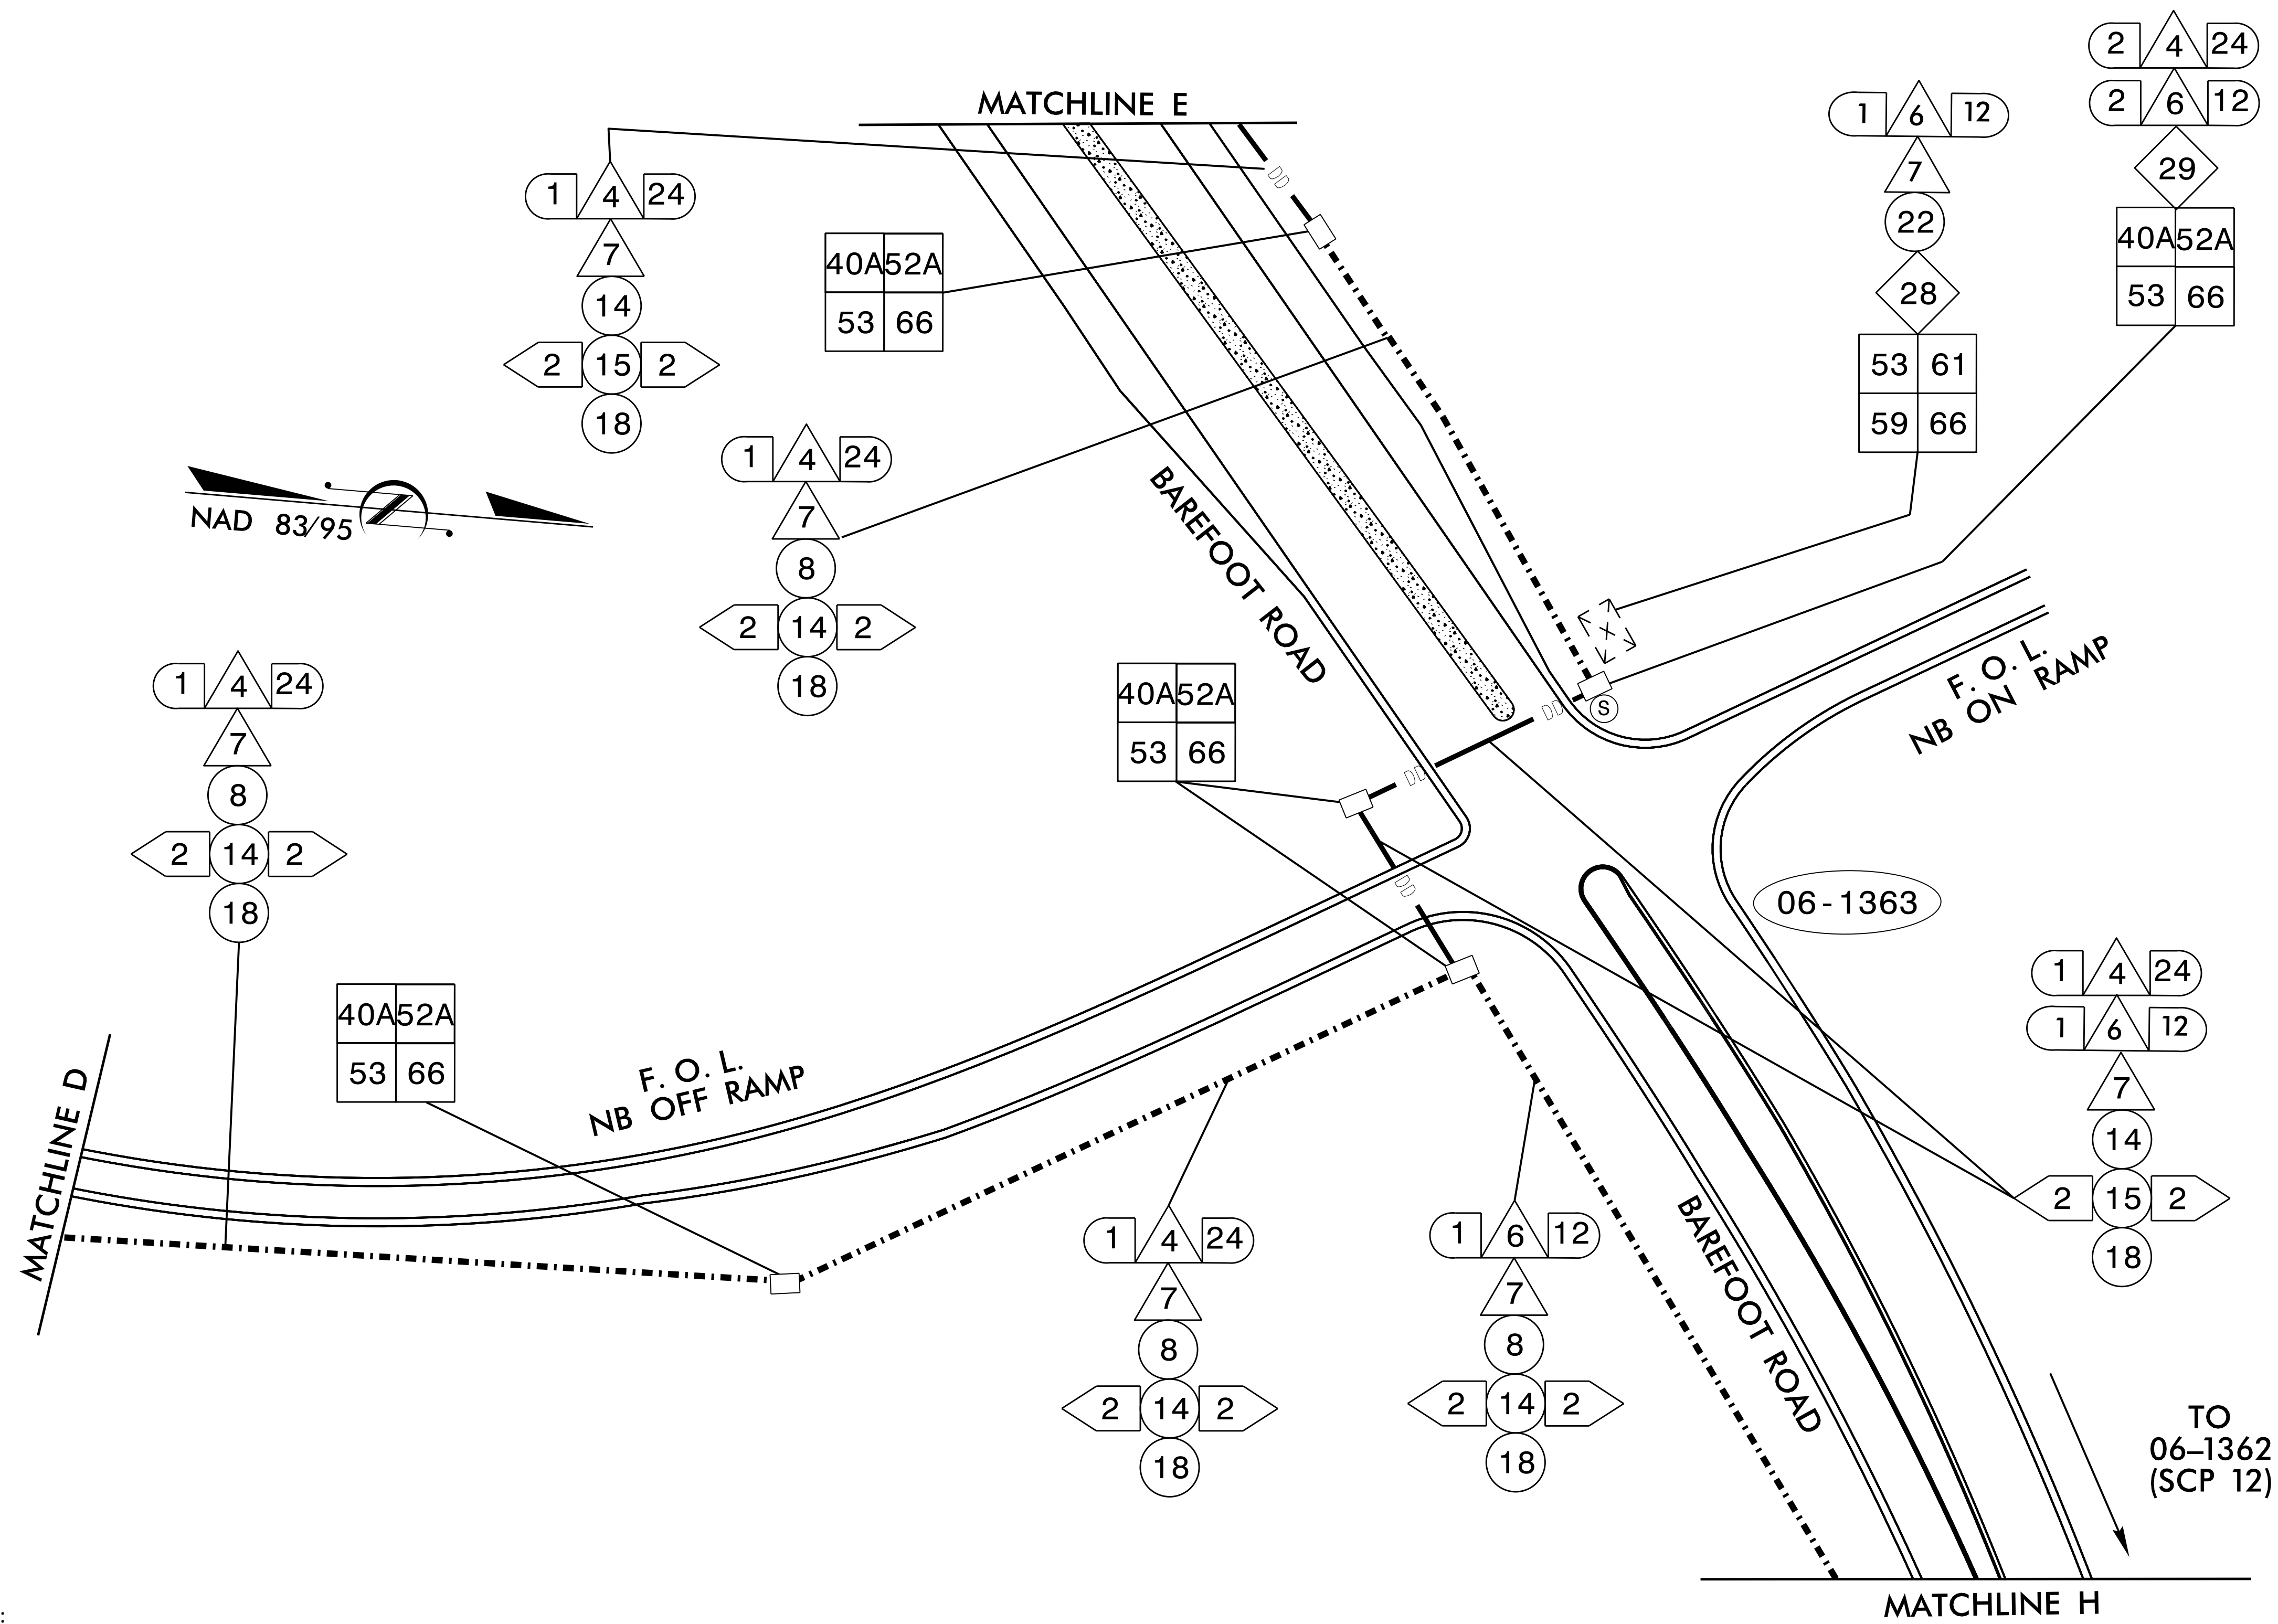 MATCHLINE E
2 4 24
2 6 12
29
40A 52A
53 66
1 6 12
7
22
28
53 61
59 66
1 4 24
7
14
2 15 2
18
40A 52A
53 66
1 4 24
7
8
2 14 2
18
NAD 83/95
BAREFOOT ROAD
F. O. L.
NB ON RAMP
S
40A 52A
53 66
1 4 24
7
8
2 14 2
18
06-1363
40A 52A
53 66
MATCHLINE D
F. O. L.
NB OFF RAMP
1 4 24
1 6 12
7
14
2 15 2
18
1 4 24
7
8
2 14 2
18
1 6 12
7
8
2 14 2
18
BAREFOOT ROAD
TO
06–1362
(SCP 12)
MATCHLINE H
: